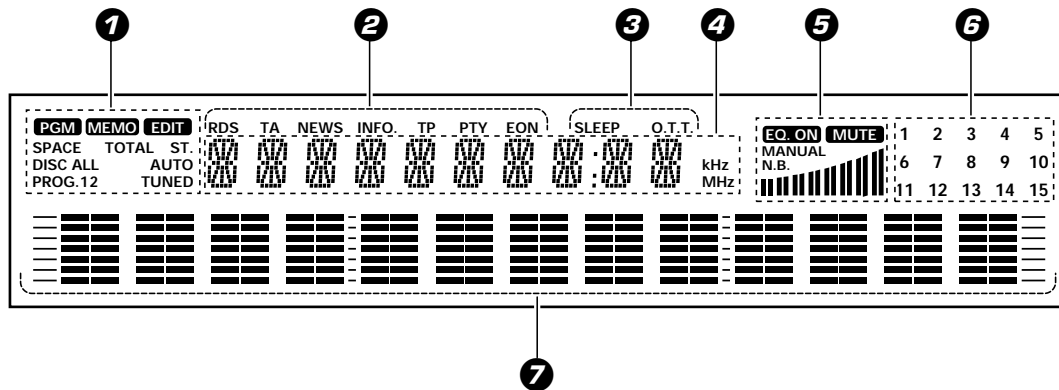 1 2 3 4 5 6
PGM MEMO EDIT
SPACE TOTAL ST.
DISC ALL AUTO
PROG.12 TUNED
RDS TA NEWS INFO. TP PTY EON SLEEP O.T.T.
:
kHz
MHz
EQ. ON MUTE
MANUAL
N.B.
1 2 3 4 5
6 7 8 9 10
11 12 13 14 15
7